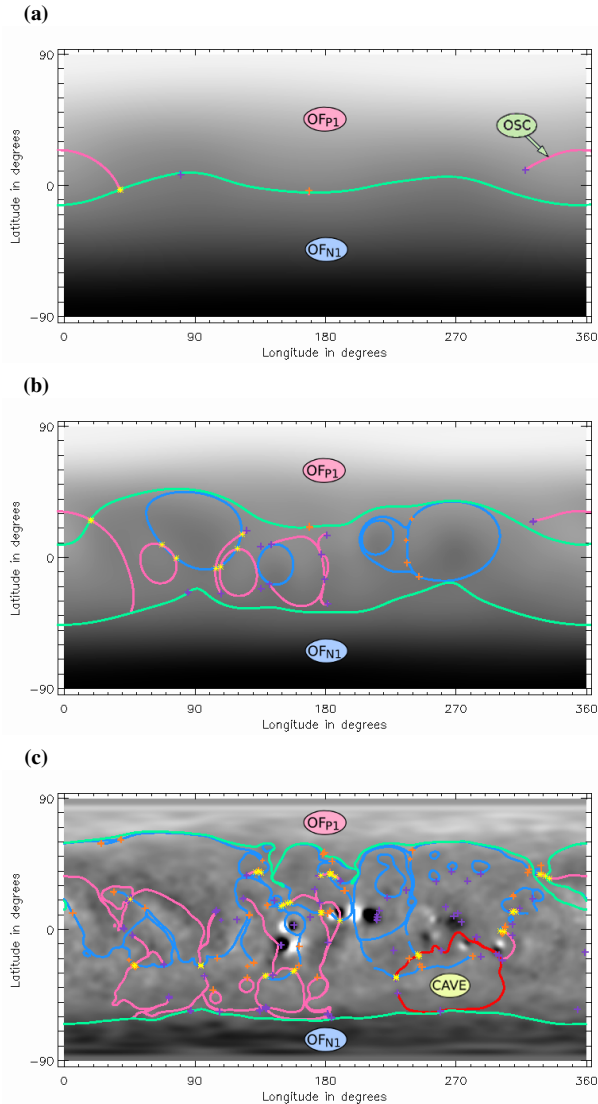 (a)
90
OFP1
OSC
0
OFN1
-90
0 90 180 270 360
Latitude in degrees
Longitude in degrees
(b)
90
OFP1
0
OFN1
-90
0 90 180 270 360
Latitude in degrees
Longitude in degrees
(c)
90
OFP1
0
CAVE
OFN1
-90
0 90 180 270 360
Latitude in degrees
Longitude in degrees